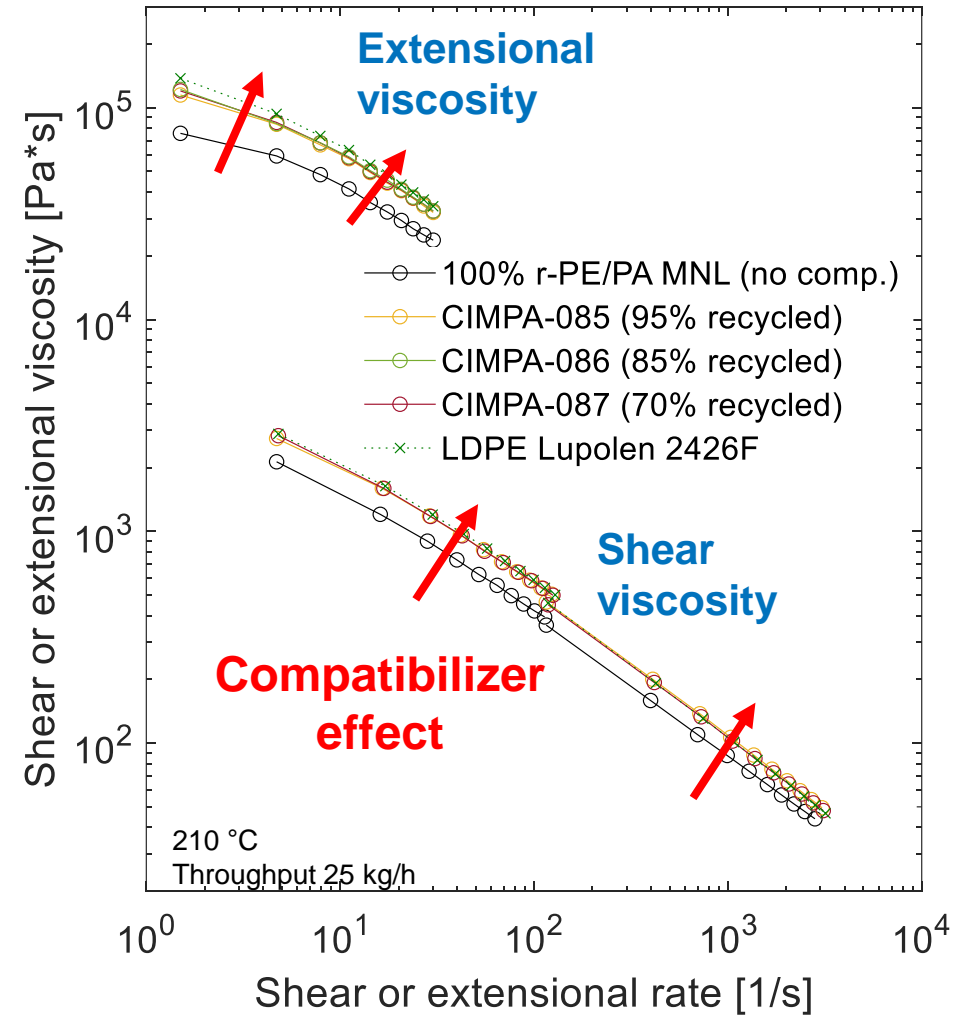 Extensional
viscosity
Shear or extensional viscosity [Pa*s]
10^5
10^4
10^3
10^2
100% r-PE/PA MNL (no comp.)
CIMPA-085 (95% recycled)
CIMPA-086 (85% recycled)
CIMPA-087 (70% recycled)
LDPE Lupolen 2426F
Shear
viscosity
Compatibilizer
effect
210 °C
Throughput 25 kg/h
10^0 10^1 10^2 10^3 10^4
Shear or extensional rate [1/s]